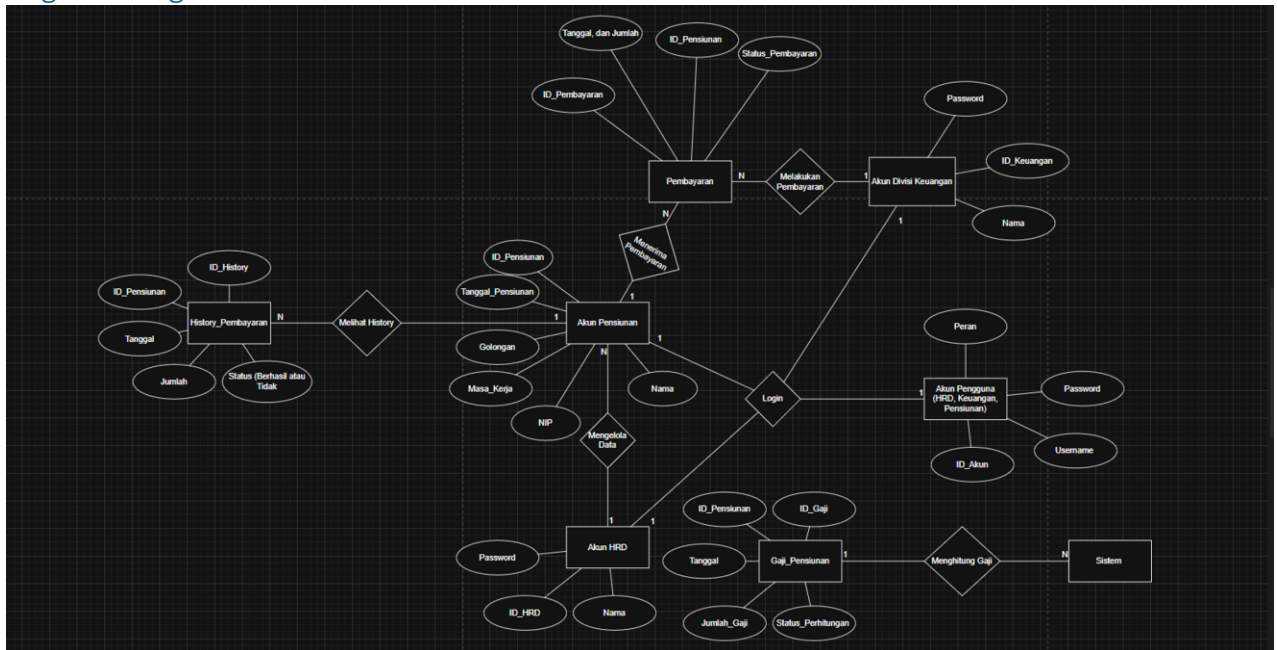 Tanggal, dan Jumlah
ID_Pensiunan
Status_Pembayaran
ID_Pembayaran
Password
Pembayaran
N
Melakukan
Pembayaran
1
Akun Divisi Keuangan
ID_Keuangan
Nama
N
1
Menerima
Pembayaran
ID_History
ID_Pensiunan
ID_Pensiunan
Tanggal_Pensiunan
1
History_Pembayaran
N
Melihat History
1
Akun Pensiunan
1
Peran
Tanggal
Golongan
N
Jumlah
Status (Berhasil atau
Tidak
Masa_Kerja
Nama
Login
1
Akun Pengguna
(HRD, Keuangan,
Pensiunan)
Password
NIP
Mengelola
Data
Username
ID_Akun
ID_Pensiunan
ID_Gaji
1
1
Akun HRD
Password
Tanggal
Gaji_Pensiunan
1
Menghitung Gaji
N
Sistem
ID_HRD
Nama
Jumlah_Gaji
Status_Perhitungan